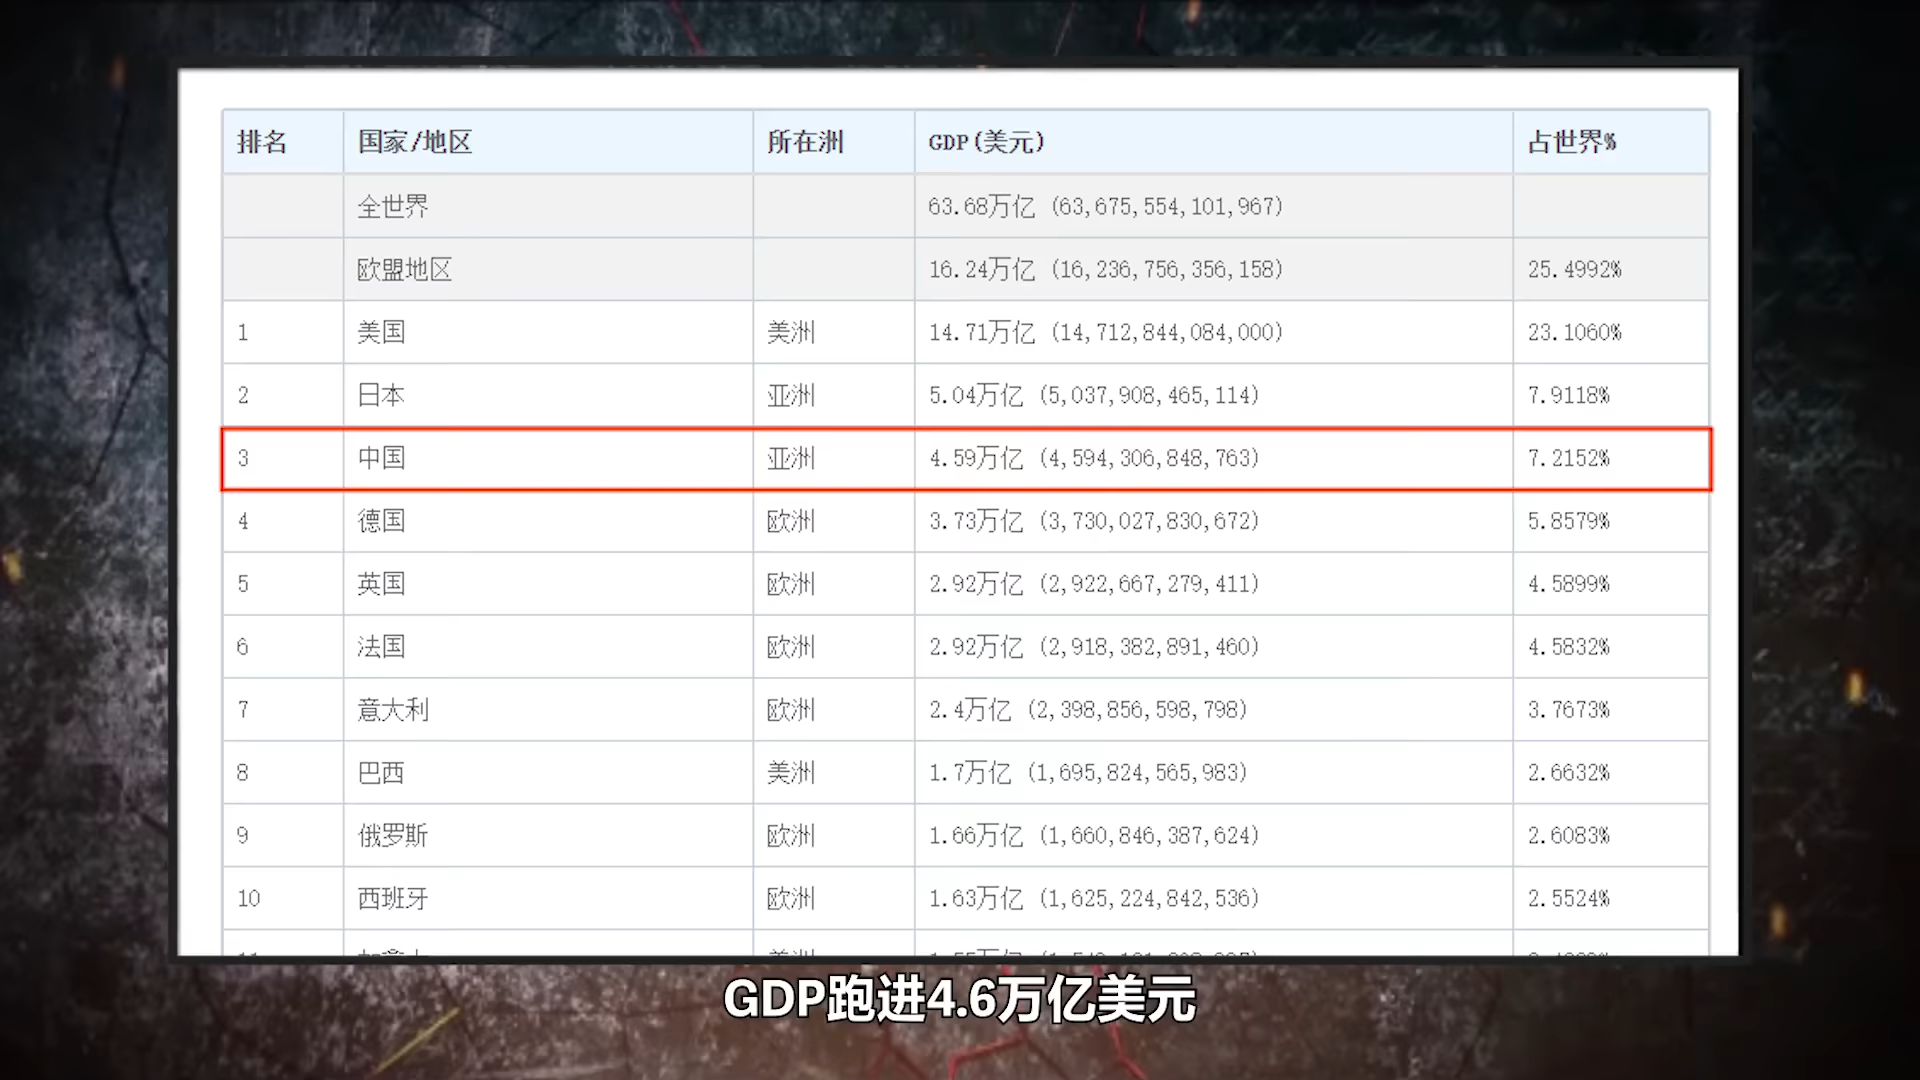 排名 国家/地区 所在洲 GDP(美元) 占世界%
全世界 63.68万亿 (63,675,554,101,967)
欧盟地区 16.24万亿 (16,236,756,356,158) 25.4992%
1 美国 美洲 14.71万亿 (14,712,844,084,000) 23.1060%
2 日本 亚洲 5.04万亿 (5,037,908,465,114) 7.9118%
3 中国 亚洲 4.59万亿 (4,594,306,848,763) 7.2152%
4 德国 欧洲 3.73万亿 (3,730,027,830,672) 5.8579%
5 英国 欧洲 2.92万亿 (2,922,667,279,411) 4.5899%
6 法国 欧洲 2.92万亿 (2,918,382,891,460) 4.5832%
7 意大利 欧洲 2.4万亿 (2,398,856,598,798) 3.7673%
8 巴西 美洲 1.7万亿 (1,695,824,565,983) 2.6632%
9 俄罗斯 欧洲 1.66万亿 (1,660,846,387,624) 2.6083%
10 西班牙 欧洲 1.63万亿 (1,625,224,842,536) 2.5524%
GDP跑进4.6万亿美元